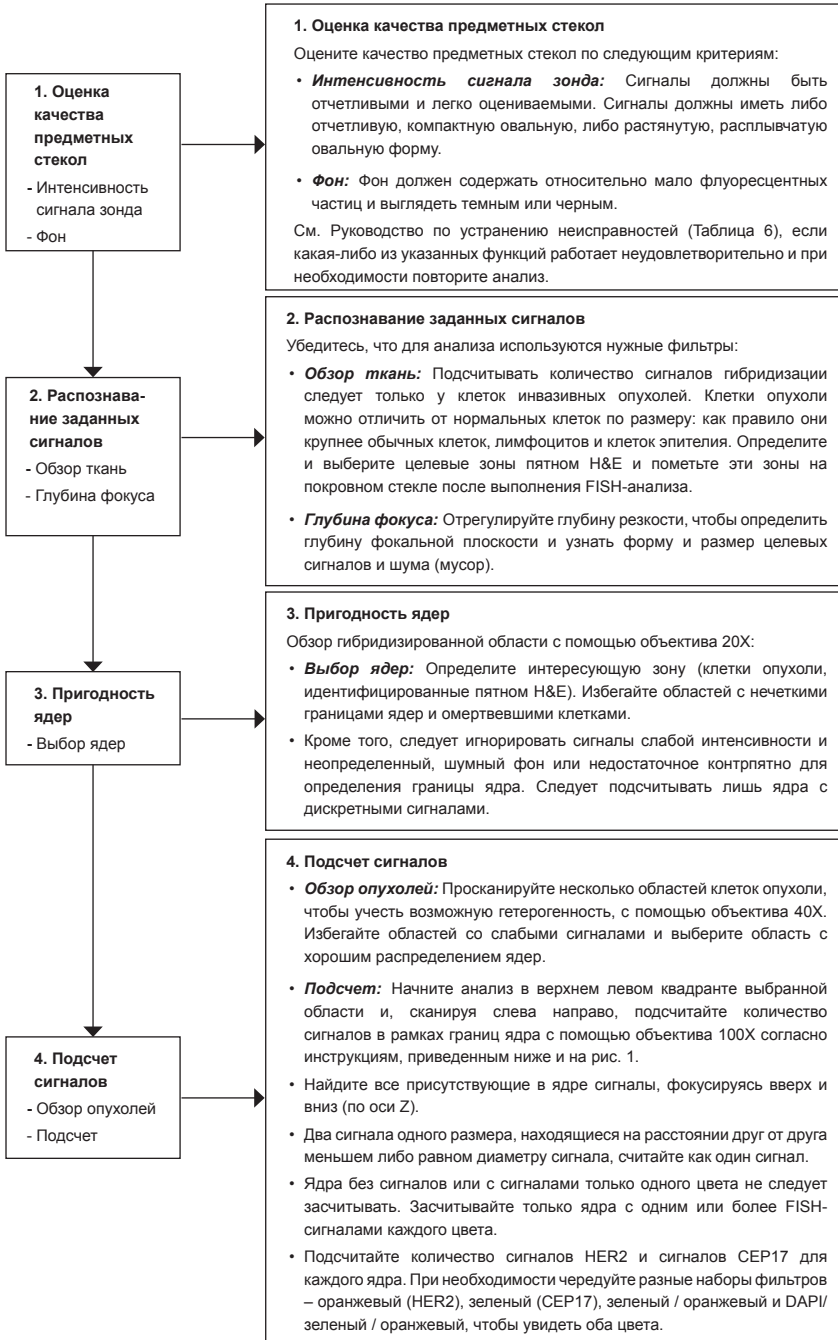 1. Оценка
качества
предметных
стекол
- Интенсивность
сигнала зонда
- Фон
1. Оценка качества предметных стекол
Оцените качество предметных стекол по следующим критериям:
• Интенсивность сигнала зонда: Сигналы должны быть
отчетливыми и легко оцениваемыми. Сигналы должны иметь либо
отчетливую, компактную овальную, либо растянутую, расплывчатую
овальную форму.
• Фон: Фон должен содержать относительно мало флуоресцентных
частиц и выглядеть темным или черным.
См. Руководство по устранению неисправностей (Таблица 6), если
какая-либо из указанных функций работает неудовлетворительно и при
необходимости повторите анализ.
2. Распознава-
ние заданных
сигналов
- Обзор ткань
- Глубина фокуса
2. Распознавание заданных сигналов
Убедитесь, что для анализа используются нужные фильтры:
• Обзор ткань: Подсчитывать количество сигналов гибридизации
следует только у клеток инвазивных опухолей. Клетки опухоли
можно отличить от нормальных клеток по размеру: как правило они
крупнее обычных клеток, лимфоцитов и клеток эпителия. Определите
и выберите целевые зоны пятном H&E и пометьте эти зоны на
покровном стекле после выполнения FISH-анализа.
• Глубина фокуса: Отрегулируйте глубину резкости, чтобы определить
глубину фокальной плоскости и узнать форму и размер целевых
сигналов и шума (мусор).
3. Пригодность
ядер
- Выбор ядер
3. Пригодность ядер
Обзор гибридизированной области с помощью объектива 20X:
• Выбор ядер: Определите интересующую зону (клетки опухоли,
идентифицированные пятном H&E). Избегайте областей с нечеткими
границами ядер и омертвевшими клетками.
• Кроме того, следует игнорировать сигналы слабой интенсивности и
неопределенный, шумный фон или недостаточное контрпятно для
определения границы ядра. Следует подсчитывать лишь ядра с
дискретными сигналами.
4. Подсчет
сигналов
- Обзор опухолей
- Подсчет
4. Подсчет сигналов
• Обзор опухолей: Просканируйте несколько областей клеток опухоли,
чтобы учесть возможную гетерогенность, с помощью объектива 40X.
Избегайте областей со слабыми сигналами и выберите область с
хорошим распределением ядер.
• Подсчет: Начните анализ в верхнем левом квадранте выбранной
области и, сканируя слева направо, подсчитайте количество
сигналов в рамках границ ядра с помощью объектива 100X согласно
инструкциям, приведенным ниже и на рис. 1.
• Найдите все присутствующие в ядре сигналы, фокусируясь вверх и
вниз (по оси Z).
• Два сигнала одного размера, находящиеся на расстоянии друг от друга
меньшем либо равном диаметру сигнала, считайте как один сигнал.
• Ядра без сигналов или с сигналами только одного цвета не следует
засчитывать. Засчитывайте только ядра с одним или более FISH-
сигналами каждого цвета.
• Подсчитайте количество сигналов HER2 и сигналов CEP17 для
каждого ядра. При необходимости чередуйте разные наборы фильтров
– оранжевый (HER2), зеленый (CEP17), зеленый / оранжевый и DAPI/
зеленый / оранжевый, чтобы увидеть оба цвета.